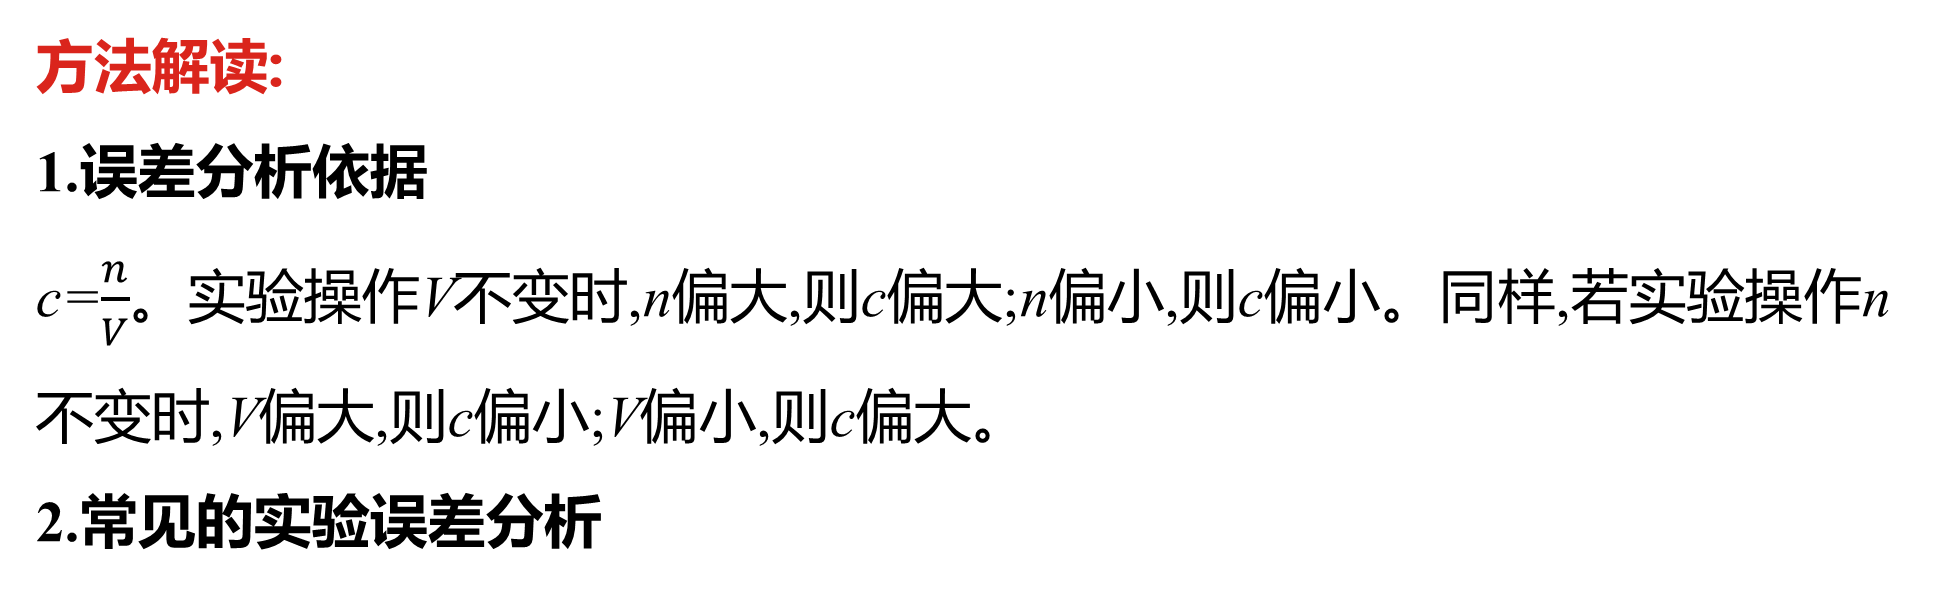 方法解读:
1.误差分析依据
c=n/V。实验操作V不变时,n偏大,则c偏大;n偏小,则c偏小。同样,若实验操作n
不变时,V偏大,则c偏小;V偏小,则c偏大。
2.常见的实验误差分析